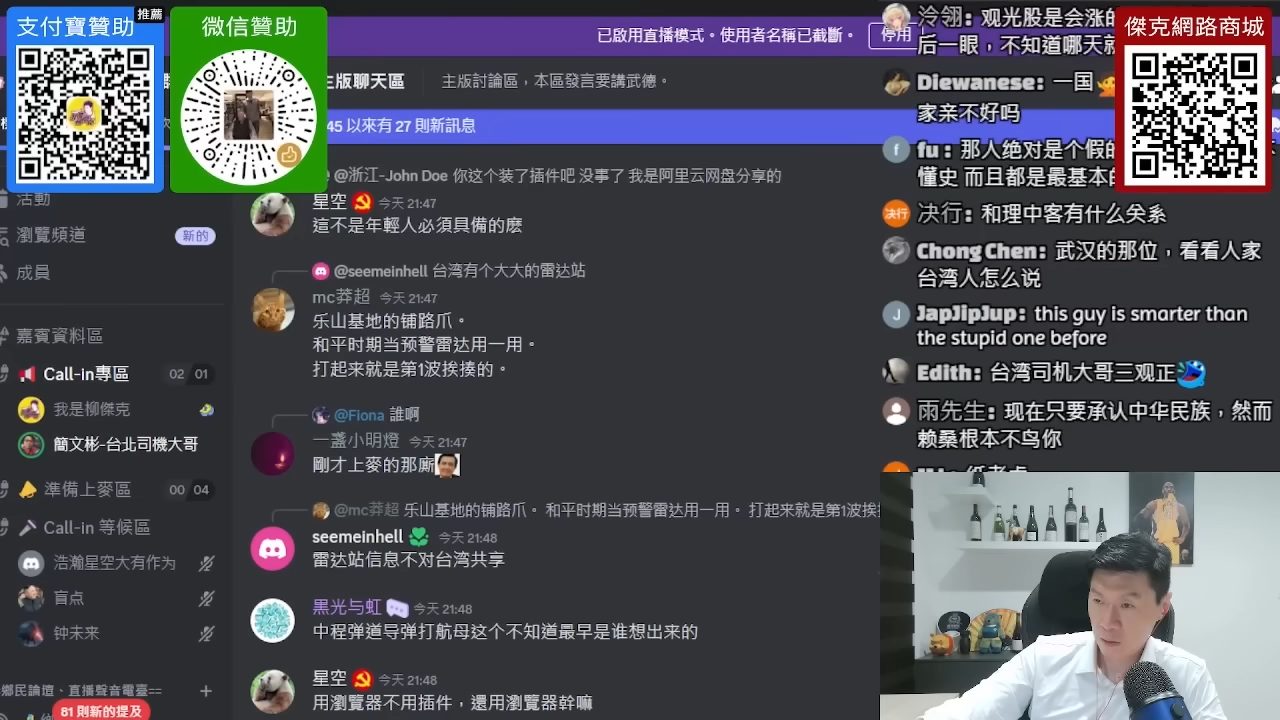 支付寶贊助
推薦
微信贊助
傑克網路商城
已啟用直播模式。使用者名稱已截斷。
停用
主版聊天區
主版討論區，本區發言要講武德。
45 以來有 27 則新訊息
活動
瀏覽頻道
新的
成員
嘉賓資料區
Call-in專區
02 01
我是柳傑克
簡文彬-台北司機大哥
準備上麥區
00 04
Call-in 等候區
浩瀚星空大有作为
盲点
钟未来
鄉民論壇、直播聲音電臺==
81 則新的提及
@浙江-John Doe 你这个装了插件吧 没事了 我是阿里云网盘分享的
星空 今天 21:47
這不是年輕人必須具備的麼
@seemeinhell 台湾有个大大的雷达站
mc莽超 今天 21:47
乐山基地的铺路爪。
和平时期当预警雷达用一用。
打起来就是第1波挨揍的。
@Fiona 誰啊
一盏小明燈 今天 21:47
剛才上麥的那廝
@mc莽超 乐山基地的铺路爪。 和平时期当预警雷达用一用。 打起来就是第1波挨揍
seemeinhell 今天 21:48
雷达站信息不对台湾共享
黑光与虹 今天 21:48
中程弹道导弹打航母这个不知道最早是谁想出来的
星空 今天 21:48
用瀏覽器不用插件，還用瀏覽器幹嘛
泠翎: 观光股是会涨的
后一眼，不知道哪天就
Diewanese: 一国
家亲不好吗
fu : 那人绝对是个假的
懂史 而且都是最基本的
决行: 和理中客有什么关系
Chong Chen: 武汉的那位，看看人家
台湾人怎么说
JapJipJup: this guy is smarter than
the stupid one before
Edith: 台湾司机大哥三观正
雨先生: 现在只要承认中华民族，然而
赖桑根本不鸟你